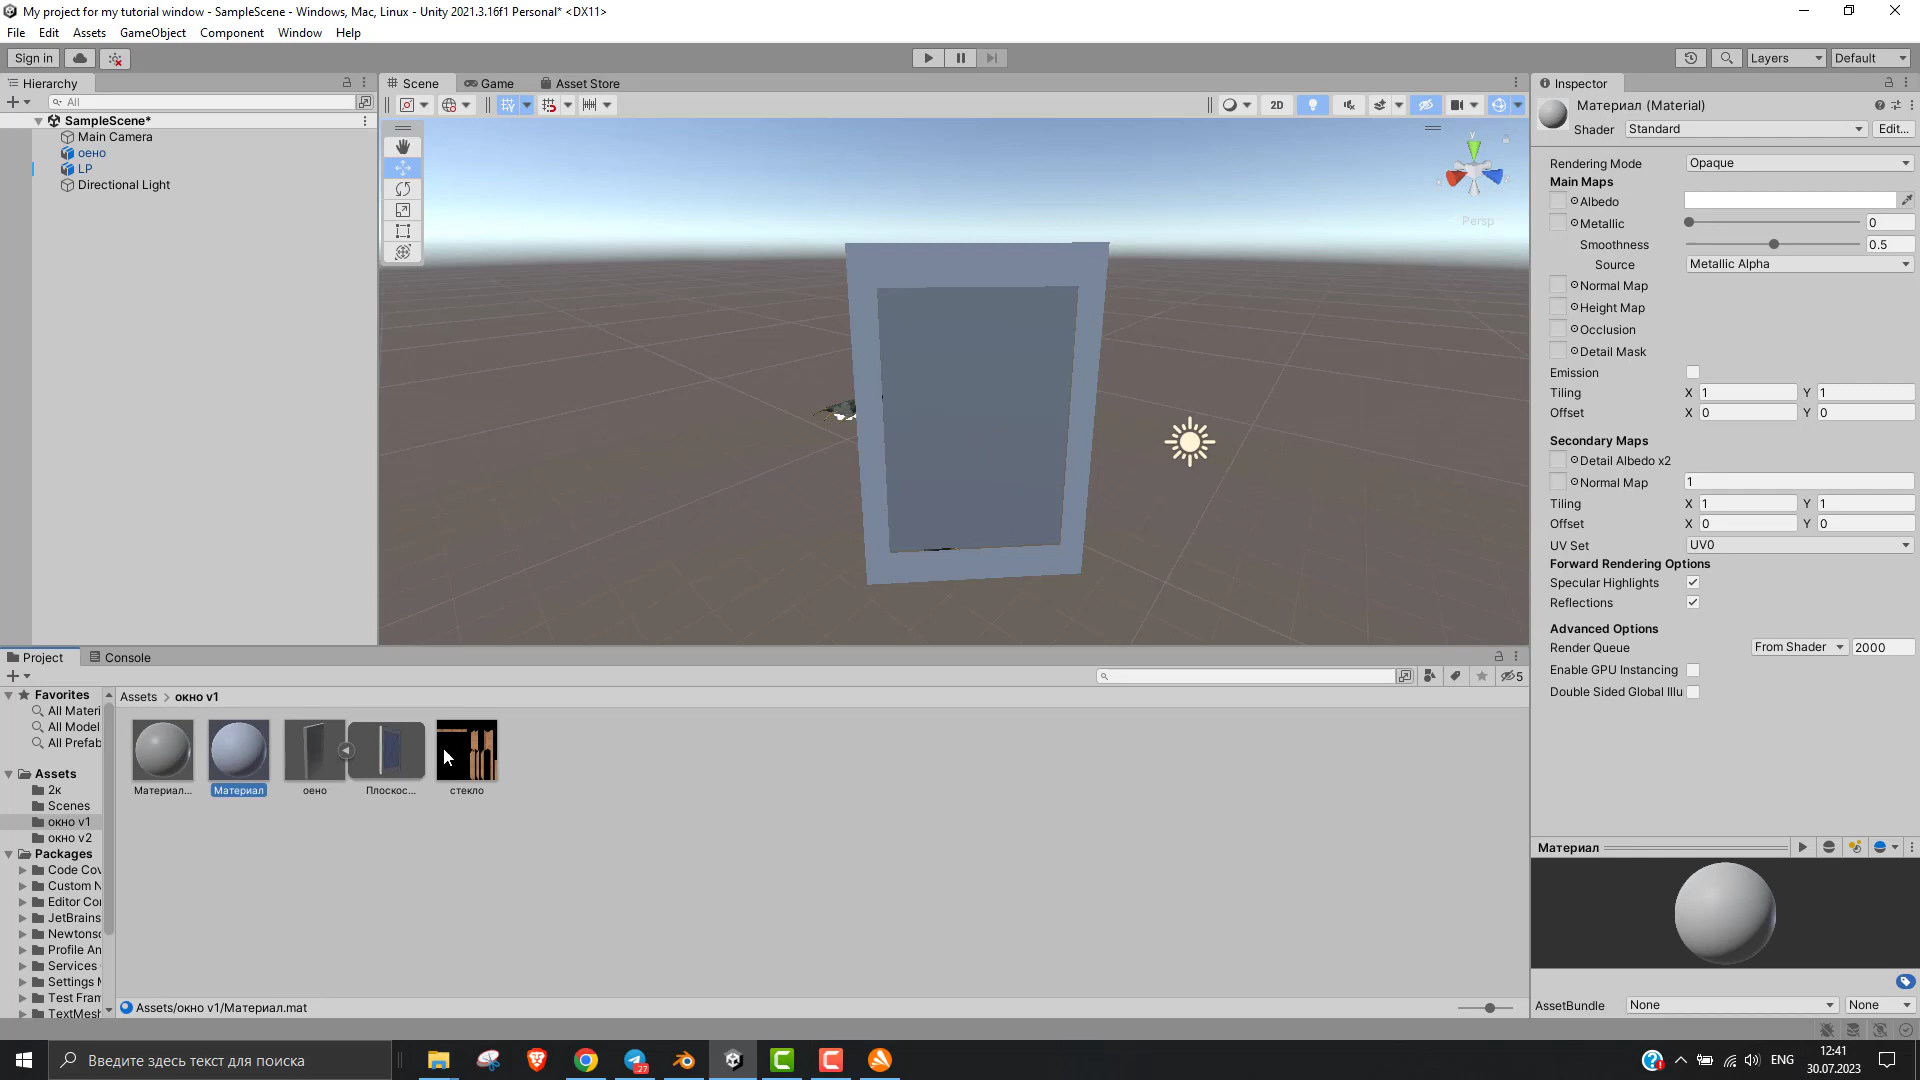 My project for my tutorial window - SampleScene - Windows, Mac, Linux - Unity 2021.3.16f1 Personal* <DX11>
File Edit Assets GameObject Component Window Help
Sign in
Layers
Default
Hierarchy
All
SampleScene*
Main Camera
оено
LP
Directional Light
Scene
Game
Asset Store
2D
y
Persp
Inspector
Материал (Material)
Shader
Standard
Edit...
Rendering Mode
Opaque
Main Maps
Albedo
Metallic
0
Smoothness
0.5
Source
Metallic Alpha
Normal Map
Height Map
Occlusion
Detail Mask
Emission
Tiling
X 1
Y 1
Offset
X 0
Y 0
Secondary Maps
Detail Albedo x2
Normal Map
1
Tiling
X 1
Y 1
Offset
X 0
Y 0
UV Set
UV0
Forward Rendering Options
Specular Highlights
Reflections
Advanced Options
Render Queue
From Shader
2000
Enable GPU Instancing
Double Sided Global Illu
Материал
AssetBundle
None
None
Project
Console
5
Favorites
All Materi
All Model
All Prefab
Assets
2к
Scenes
окно v1
окно v2
Packages
Code Cov
Custom N
Editor Cor
JetBrains
Newtonso
Profile An
Services
Settings M
Test Fram
TextMesh
Assets > окно v1
Материал...
Материал
оено
Плоскос...
стекло
Assets/окно v1/Материал.mat
Введите здесь текст для поиска
27
ENG
12:41
30.07.2023